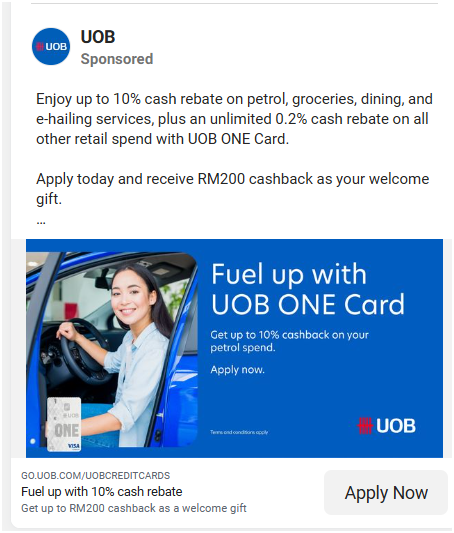 UOB
UOB
Sponsored
Enjoy up to 10% cash rebate on petrol, groceries, dining, and
e-hailing services, plus an unlimited 0.2% cash rebate on all
other retail spend with UOB ONE Card.
Apply today and receive RM200 cashback as your welcome
gift.
...
Fuel up with
UOB ONE Card
Get up to 10% cashback on your
petrol spend.
Apply now.
UOB
ONE
VISA
Terms and conditions apply
UOB
GO.UOB.COM/UOBCREDITCARDS
Fuel up with 10% cash rebate
Get up to RM200 cashback as a welcome gift
Apply Now